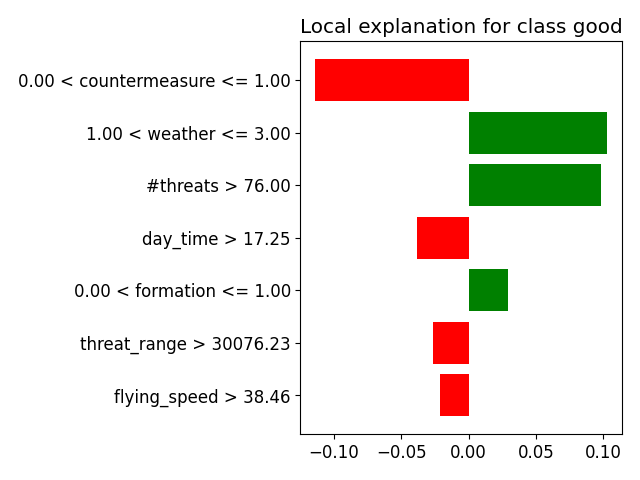 Local explanation for class good
0.00 < countermeasure <= 1.00
1.00 < weather <= 3.00
#threats > 76.00
day_time > 17.25
0.00 < formation <= 1.00
threat_range > 30076.23
flying_speed > 38.46
−0.10 −0.05 0.00 0.05 0.10